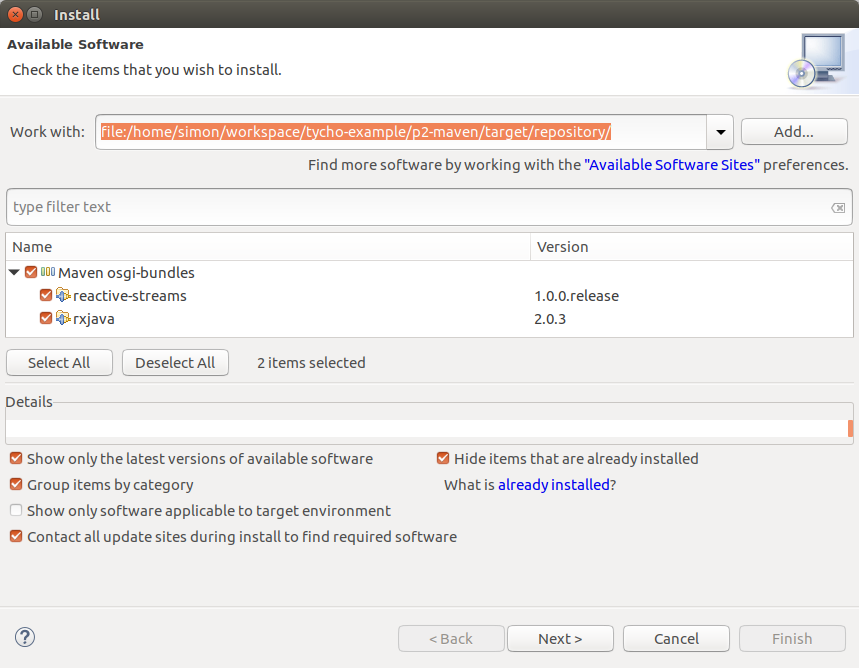 Install
Available Software
Check the items that you wish to install.
Work with: file:/home/simon/workspace/tycho-example/p2-maven/target/repository/ Add...
Find more software by working with the "Available Software Sites" preferences.
type filter text
Name Version
Maven osgi-bundles
reactive-streams 1.0.0.release
rxjava 2.0.3
Select All Deselect All 2 items selected
Details
Show only the latest versions of available software Hide items that are already installed
Group items by category What is already installed?
Show only software applicable to target environment
Contact all update sites during install to find required software
? < Back Next > Cancel Finish